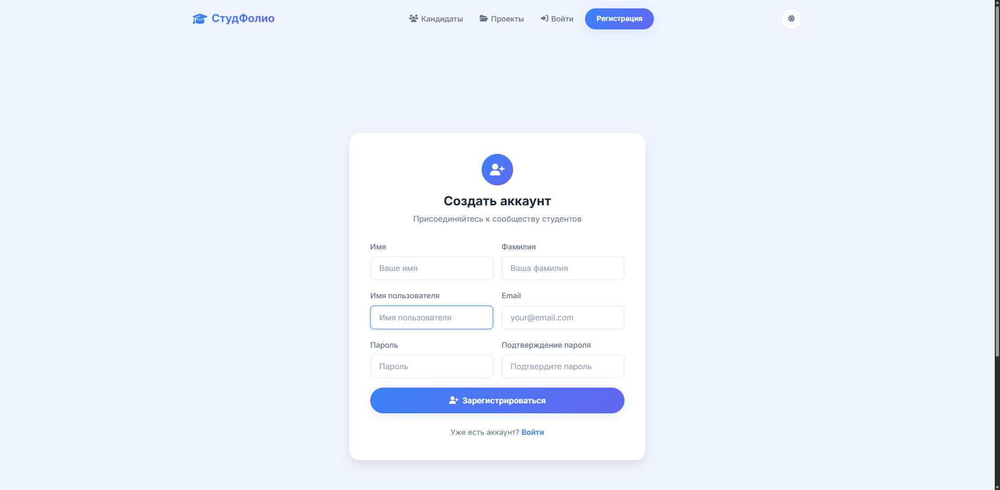 СтудФолио
Кандидаты
Проекты
Войти
Регистрация
Создать аккаунт
Присоединяйтесь к сообществу студентов
Имя
Фамилия
Ваше имя
Ваша фамилия
Имя пользователя
Email
Имя пользователя
your@email.com
Пароль
Подтверждение пароля
Пароль
Подтвердите пароль
Зарегистрироваться
Уже есть аккаунт? Войти